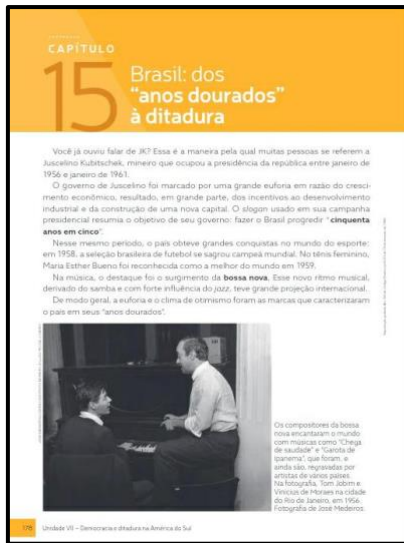 CAPÍTULO
15
Brasil: dos
"anos dourados"
à ditadura
Você já ouviu falar de JK? Essa é a maneira pela qual muitas pessoas se referem a
Juscelino Kubitschek, mineiro que ocupou a presidência da república entre janeiro de
1956 e janeiro de 1961.
O governo de Juscelino foi marcado por uma grande euforia em razão do cresci-
mento econômico, resultado, em grande parte, dos incentivos ao desenvolvimento
industrial e da construção de uma nova capital. O slogan usado em sua campanha
presidencial resumia o objetivo de seu governo: fazer o Brasil progredir "cinquenta
anos em cinco".
Nesse mesmo período, o país obteve grandes conquistas no mundo do esporte:
em 1958, a seleção brasileira de futebol se sagrou campeã mundial. No tênis feminino,
Maria Esther Bueno foi reconhecida como a melhor do mundo em 1959.
Na música, o destaque foi o surgimento da bossa nova. Esse novo ritmo musical,
derivado do samba e com forte influência do jazz, teve grande projeção internacional.
De modo geral, a euforia e o clima de otimismo foram as marcas que caracterizaram
o país em seus "anos dourados".
Os compositores da bossa
nova encantaram o mundo
com músicas como "Chega
de saudade" e "Garota de
Ipanema", que foram, e
ainda são, regravadas por
artistas de vários países.
Na fotografia, Tom Jobim e
Vinicius de Moraes na cidade
do Rio de Janeiro, em 1956.
Fotografia de José Medeiros.
178 Unidade VII – Democracia e ditadura na América do Sul